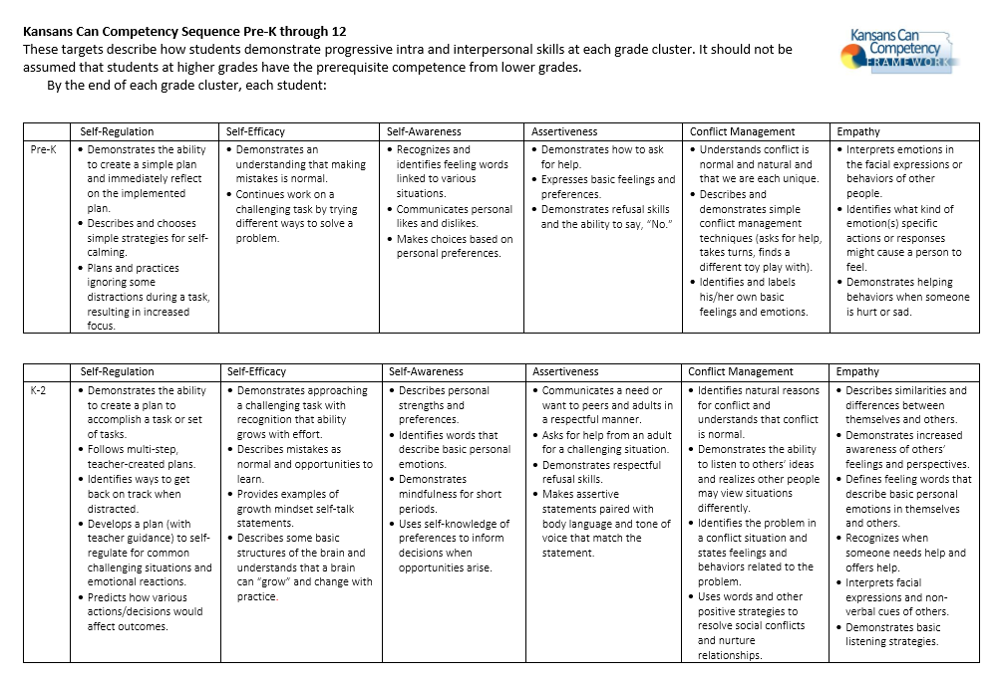 Kansans Can Competency Sequence Pre-K through 12
These targets describe how students demonstrate progressive intra and interpersonal skills at each grade cluster. It should not be
assumed that students at higher grades have the prerequisite competence from lower grades.
By the end of each grade cluster, each student:
Kansans Can
Competency
FRAMEWORK
Self-Regulation
Self-Efficacy
Self-Awareness
Assertiveness
Conflict Management
Empathy
Pre-K
• Demonstrates the ability
to create a simple plan
and immediately reflect
on the implemented
plan.
• Describes and chooses
simple strategies for self-
calming.
• Plans and practices
ignoring some
distractions during a task,
resulting in increased
focus.
• Demonstrates an
understanding that making
mistakes is normal.
• Continues work on a
challenging task by trying
different ways to solve a
problem.
• Recognizes and
identifies feeling words
linked to various
situations.
• Communicates personal
likes and dislikes.
• Makes choices based on
personal preferences.
• Demonstrates how to ask
for help.
• Expresses basic feelings and
preferences.
• Demonstrates refusal skills
and the ability to say, “No.”
• Understands conflict is
normal and natural and
that we are each unique.
• Describes and
demonstrates simple
conflict management
techniques (asks for help,
takes turns, finds a
different toy play with).
• Identifies and labels
his/her own basic
feelings and emotions.
• Interprets emotions in
the facial expressions or
behaviors of other
people.
• Identifies what kind of
emotion(s) specific
actions or responses
might cause a person to
feel.
• Demonstrates helping
behaviors when someone
is hurt or sad.
Self-Regulation
Self-Efficacy
Self-Awareness
Assertiveness
Conflict Management
Empathy
K-2
• Demonstrates the ability
to create a plan to
accomplish a task or set
of tasks.
• Follows multi-step,
teacher-created plans.
• Identifies ways to get
back on track when
distracted.
• Develops a plan (with
teacher guidance) to self-
regulate for common
challenging situations and
emotional reactions.
• Predicts how various
actions/decisions would
affect outcomes.
• Demonstrates approaching
a challenging task with
recognition that ability
grows with effort.
• Describes mistakes as
normal and opportunities to
learn.
• Provides examples of
growth mindset self-talk
statements.
• Describes some basic
structures of the brain and
understands that a brain
can “grow” and change with
practice.
• Describes personal
strengths and
preferences.
• Identifies words that
describe basic personal
emotions.
• Demonstrates
mindfulness for short
periods.
• Uses self-knowledge of
preferences to inform
decisions when
opportunities arise.
• Communicates a need or
want to peers and adults in
a respectful manner.
• Asks for help from an adult
for a challenging situation.
• Demonstrates respectful
refusal skills.
• Makes assertive
statements paired with
body language and tone of
voice that match the
statement.
• Identifies natural reasons
for conflict and
understands that conflict
is normal.
• Demonstrates the ability
to listen to others’ ideas
and realizes other people
may view situations
differently.
• Identifies the problem in
a conflict situation and
states feelings and
behaviors related to the
problem.
• Uses words and other
positive strategies to
resolve social conflicts
and nurture
relationships.
• Describes similarities and
differences between
themselves and others.
• Demonstrates increased
awareness of others’
feelings and perspectives.
• Defines feeling words that
describe basic personal
emotions in themselves
and others.
• Recognizes when
someone needs help and
offers help.
• Interprets facial
expressions and non-
verbal cues of others.
• Demonstrates basic
listening strategies.